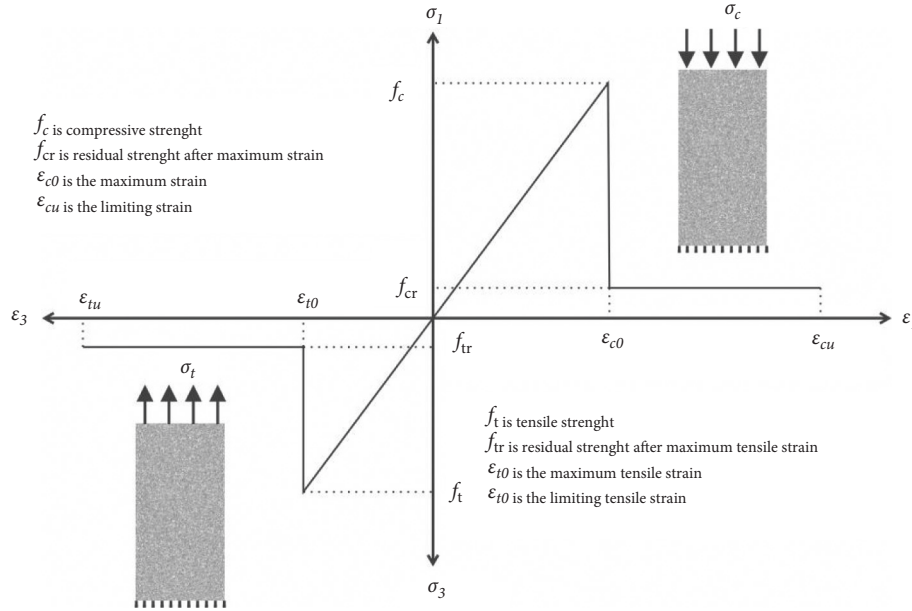 σ1
σc
fc
fc is compressive strenght
fcr is residual strenght after maximum strain
εc0 is the maximum strain
εcu is the limiting strain
fcr
εtu
εt0
ε3
ε
ftr
εc0
εcu
σt
ft is tensile strenght
ftr is residual strenght after maximum tensile strain
εt0 is the maximum tensile strain
εt0 is the limiting tensile strain
ft
σ3